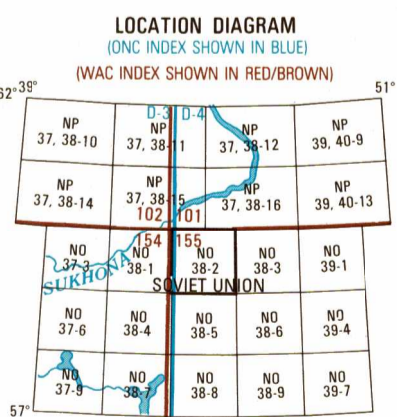 LOCATION DIAGRAM
(ONC INDEX SHOWN IN BLUE)
(WAC INDEX SHOWN IN RED/BROWN)
62° 39° 51°
D-3 D-4
NP 37, 38-10 NP 37, 38-11 NP 37, 38-12 NP 39, 40-9
NP 37, 38-14 NP 37, 38-15 NP 37, 38-16 NP 39, 40-13
102 101
154 155
NO 37-3 NO 38-1 NO 38-2 NO 38-3 NO 39-1
SUKHONA
SOVIET UNION
NO 37-6 NO 38-4 NO 38-5 NO 38-6 NO 39-4
NO 37-9 NO 38-7 NO 38-8 NO 38-9 NO 39-7
57°